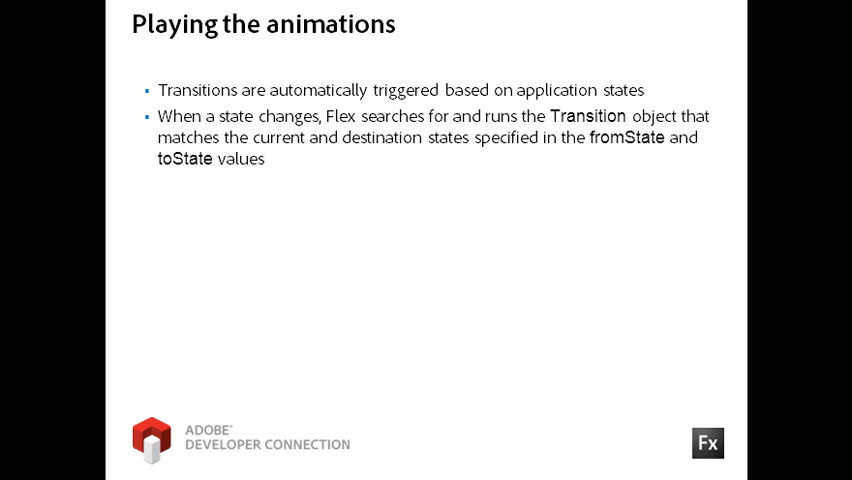 Playing the animations
▪ Transitions are automatically triggered based on application states
▪ When a state changes, Flex searches for and runs the Transition object that
matches the current and destination states specified in the fromState and
toState values
ADOBE®
DEVELOPER CONNECTION
Fx